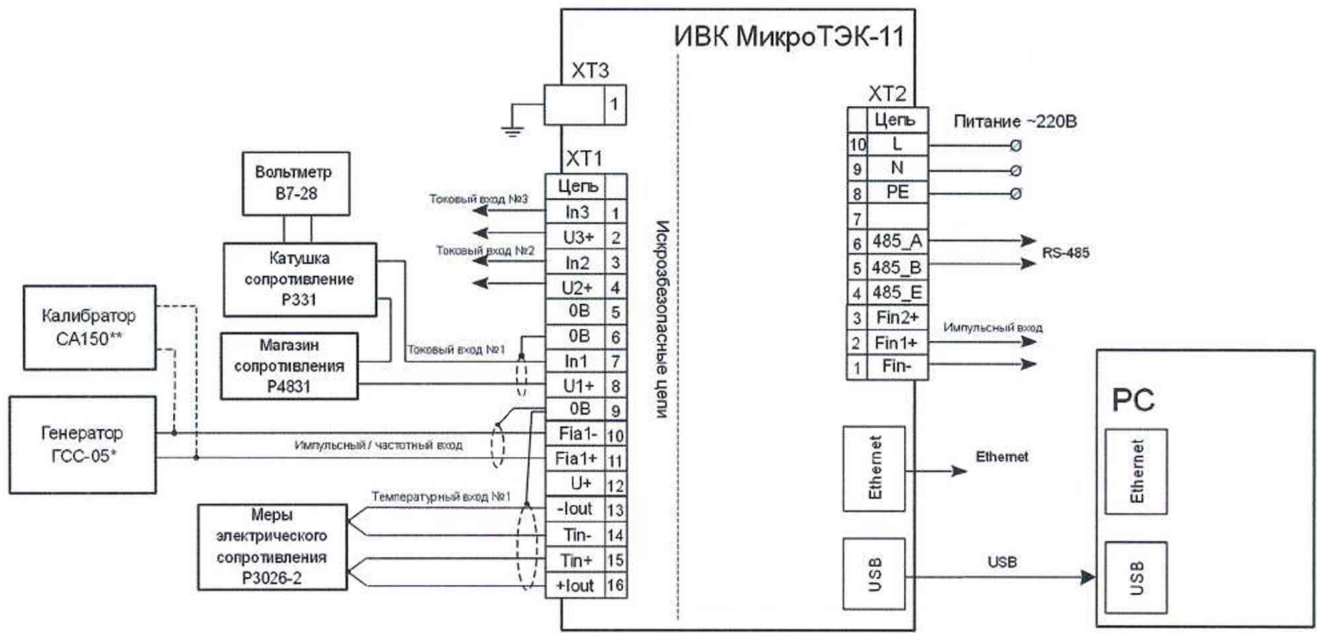 ИВК МикроТЭК-11
XT3
1
XT1
Цепь
In3 1
U3+ 2
In2 3
U2+ 4
0В 5
0В 6
In1 7
U1+ 8
0В 9
Fia1- 10
Fia1+ 11
U+ 12
-Iout 13
Tin- 14
Tin+ 15
+Iout 16
Токовый вход №3
Токовый вход №2
Токовый вход №1
Импульсный / частотный вход
Температурный вход №1
Вольтметр
В7-28
Катушка
сопротивление
Р331
Магазин
сопротивления
Р4831
Калибратор
СА150**
Генератор
ГСС-05*
Меры
электрического
сопротивления
Р3026-2
Искрозбезопасные цепи
XT2
Цепь
10 L
9 N
8 PE
7
6 485_A
5 485_B
4 485_E
3 Fin2+
2 Fin1+
1 Fin-
Питание ~220В
RS-485
Импульсный вход
Ethernet
Ethernet
USB
USB
PC
Ethernet
USB